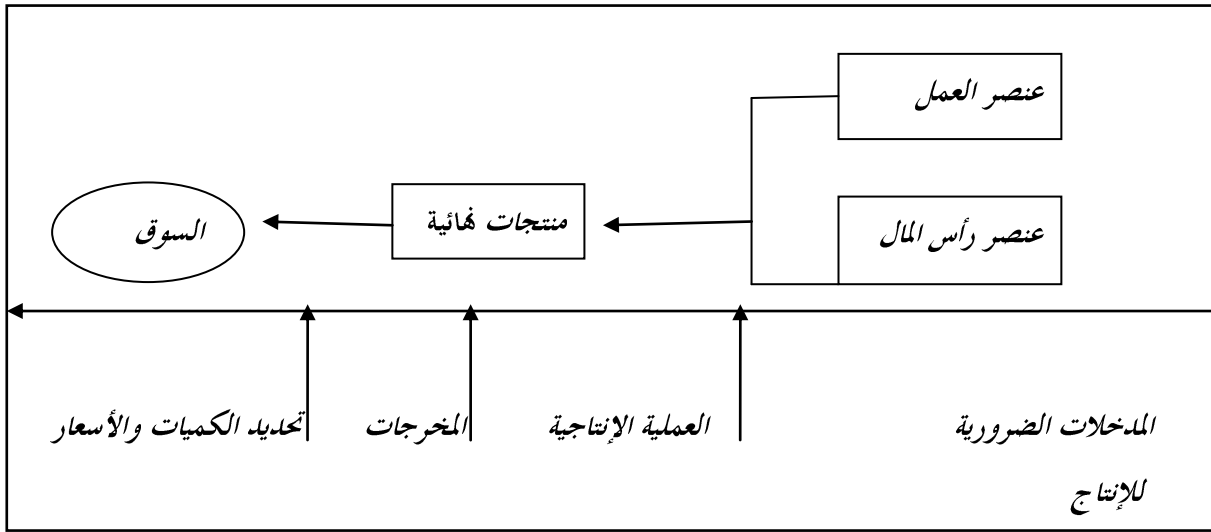 عنصر العمل
عنصر رأس المال
منتجات نهائية
السوق
المدخلات الضرورية
للإنتاج
العملية الإنتاجية
المخرجات
تحديد الكميات والأسعار